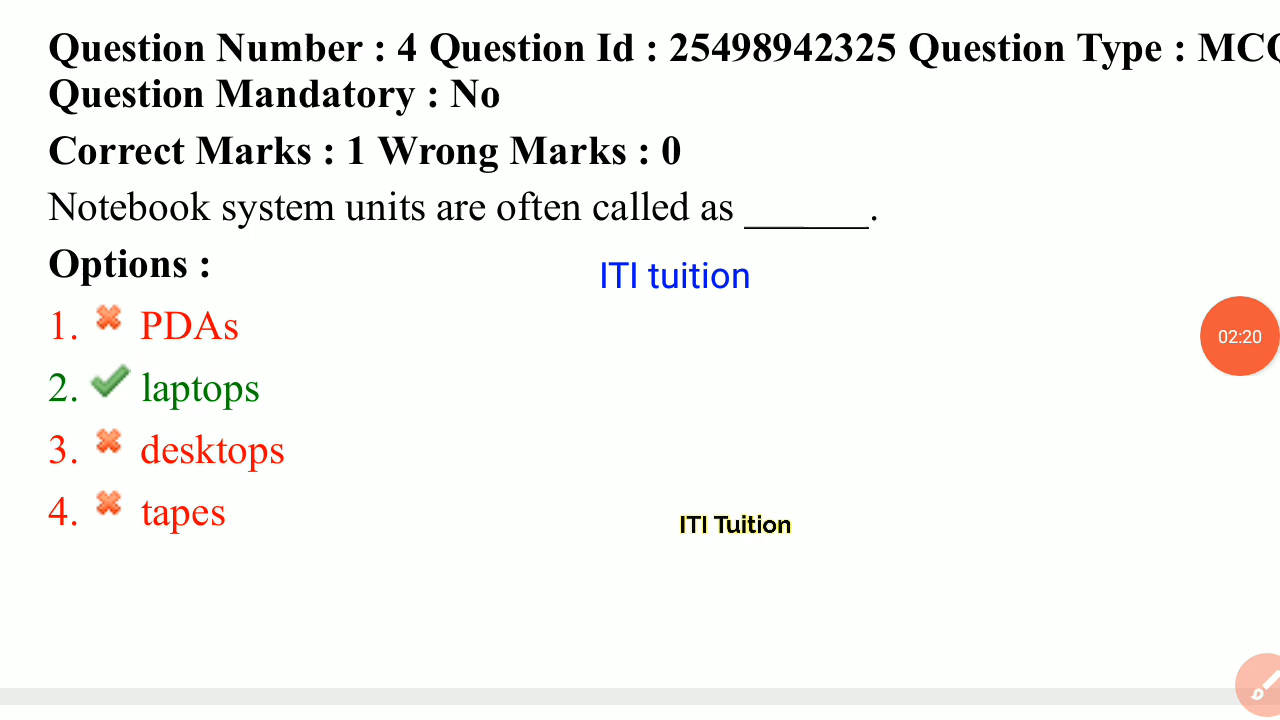 Question Number : 4 Question Id : 25498942325 Question Type : MCQ
Question Mandatory : No
Correct Marks : 1 Wrong Marks : 0
Notebook system units are often called as ______.
Options :
ITI tuition
1. PDAs
02:20
2. laptops
3. desktops
4. tapes
ITI Tuition